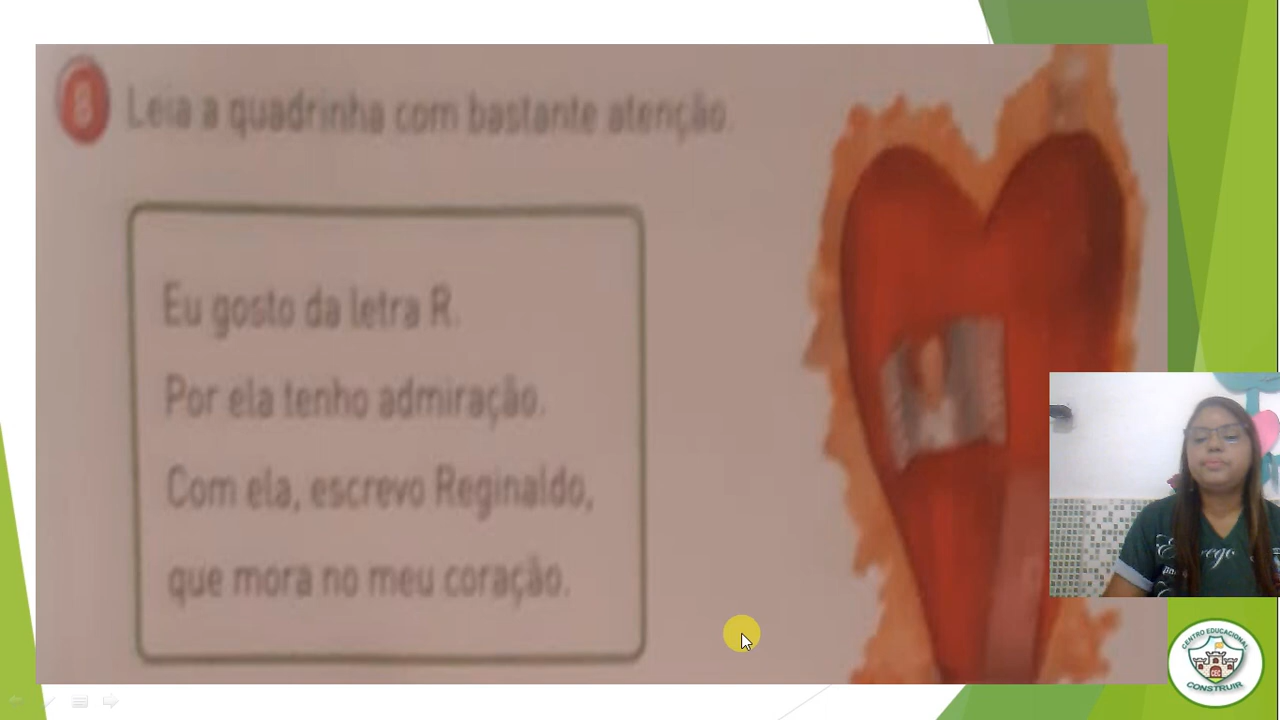 8 Leia a quadrinha com bastante atenção.
Eu gosto da letra R.
Por ela tenho admiração.
Com ela, escrevo Reginaldo,
que mora no meu coração.
CENTRO EDUCACIONAL
CEC
CONSTRUIR